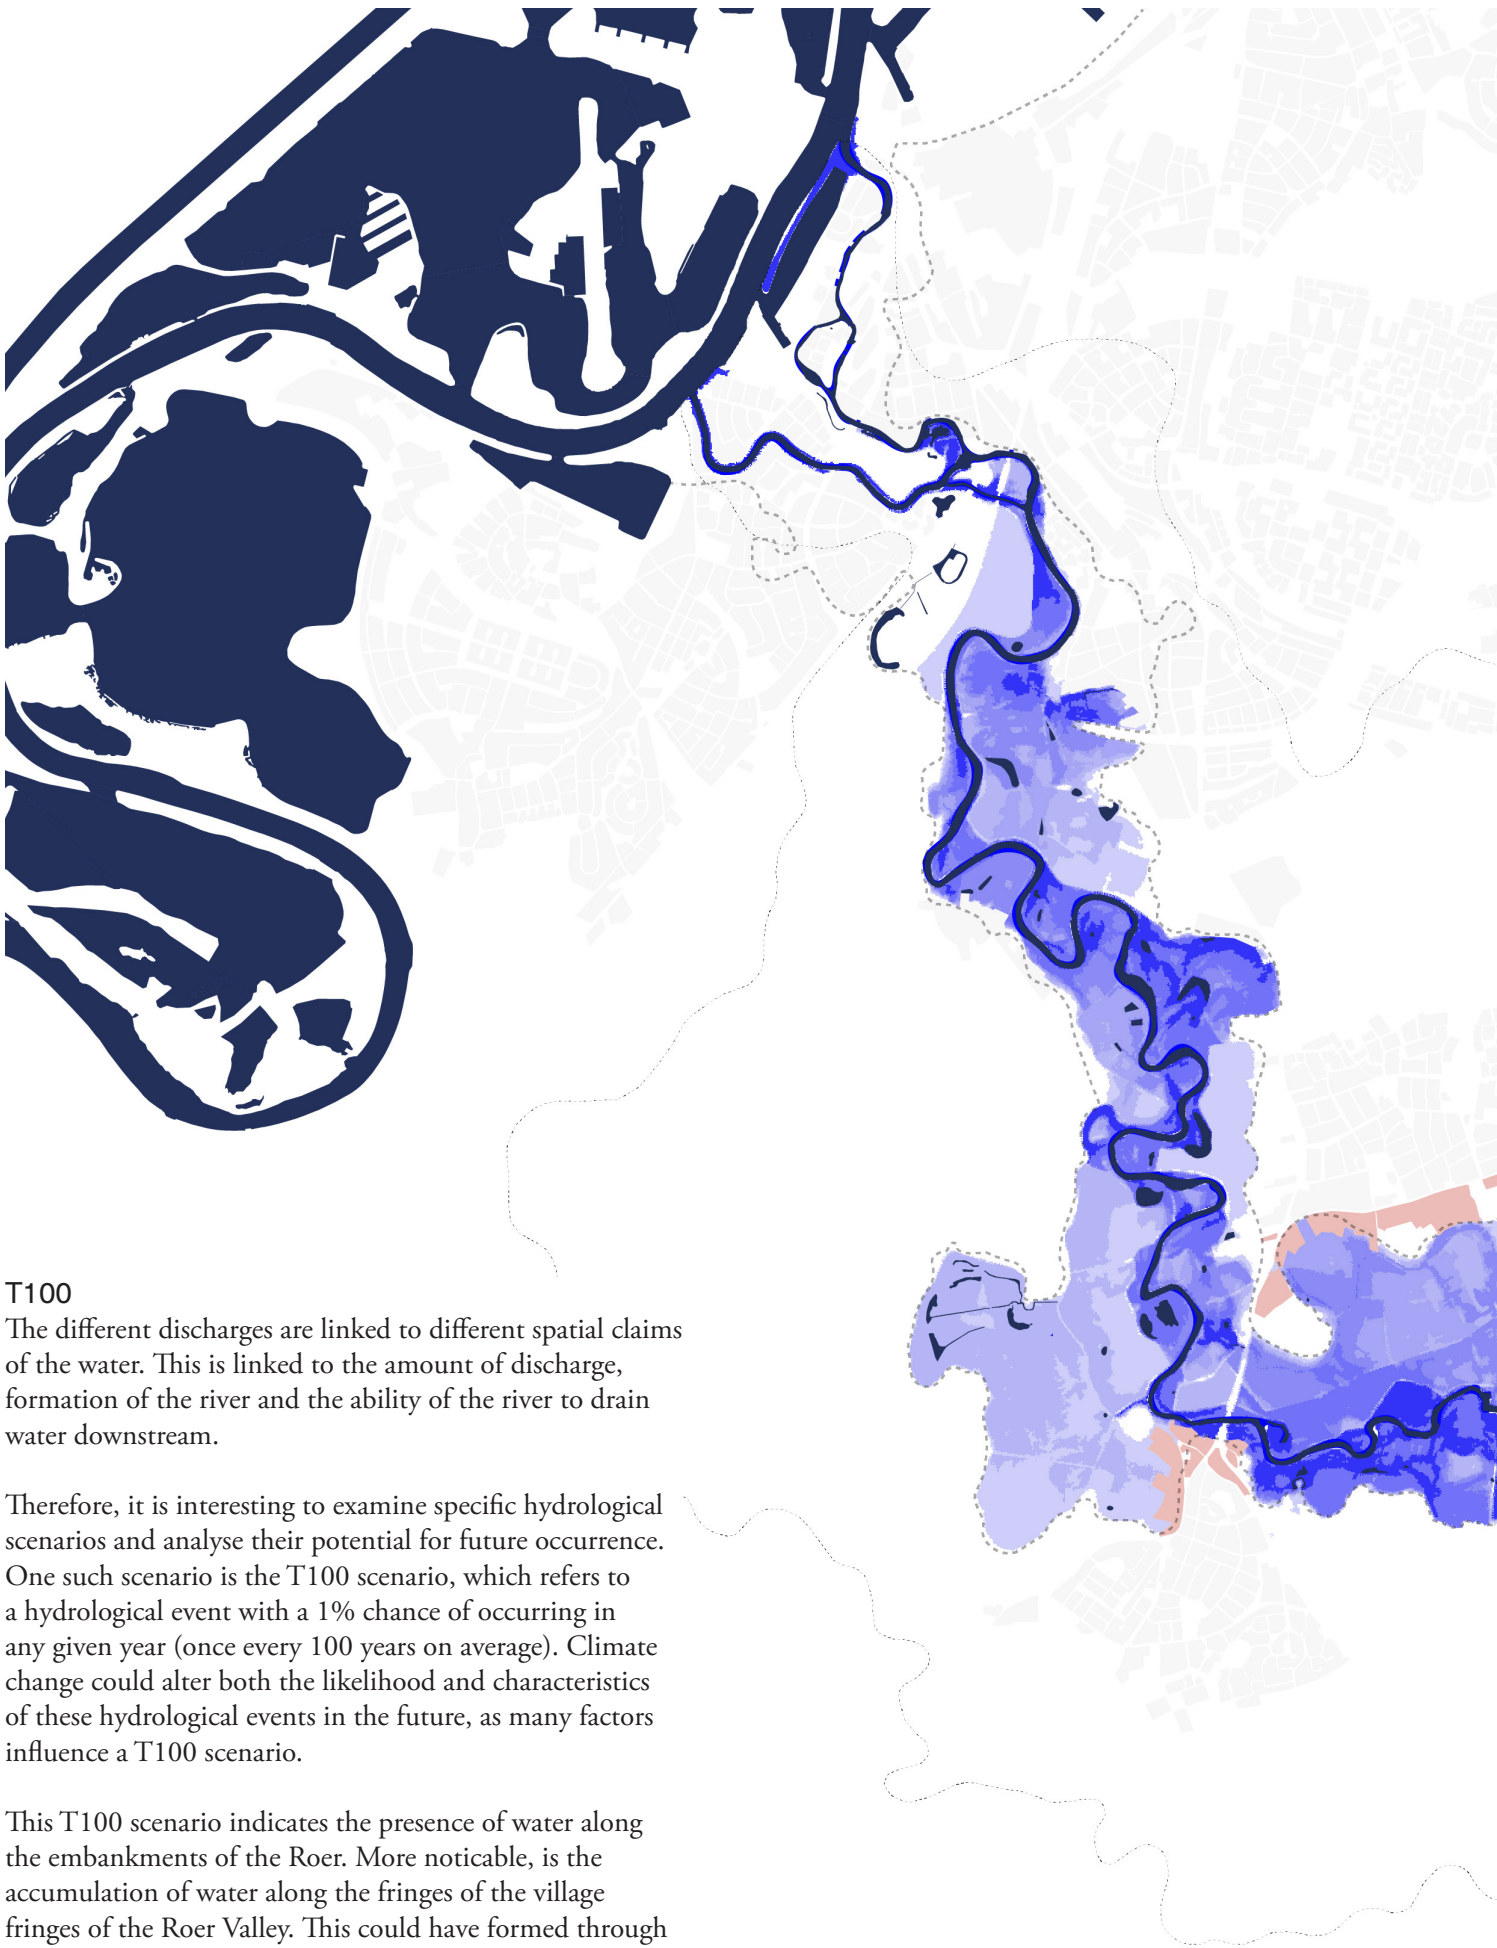 T100
The different discharges are linked to different spatial claims
of the water. This is linked to the amount of discharge,
formation of the river and the ability of the river to drain
water downstream.
Therefore, it is interesting to examine specific hydrological
scenarios and analyse their potential for future occurrence.
One such scenario is the T100 scenario, which refers to
a hydrological event with a 1% chance of occurring in
any given year (once every 100 years on average). Climate
change could alter both the likelihood and characteristics
of these hydrological events in the future, as many factors
influence a T100 scenario.
This T100 scenario indicates the presence of water along
the embankments of the Roer. More noticable, is the
accumulation of water along the fringes of the village
fringes of the Roer Valley. This could have formed through